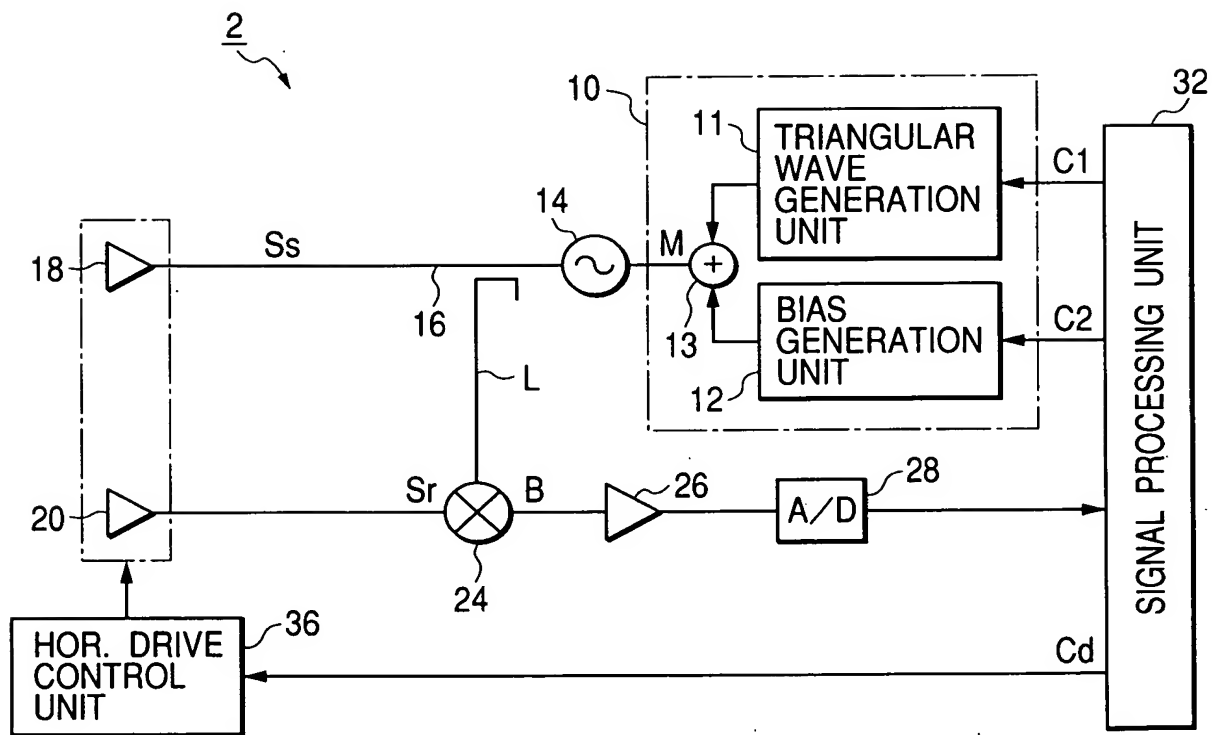 2
10
32
11
TRIANGULAR
WAVE
GENERATION
UNIT
C1
14
M
18
Ss
16
13
BIAS
GENERATION
UNIT
C2
12
L
SIGNAL PROCESSING UNIT
20
Sr
B
26
28
A/D
24
36
HOR. DRIVE
CONTROL
UNIT
Cd